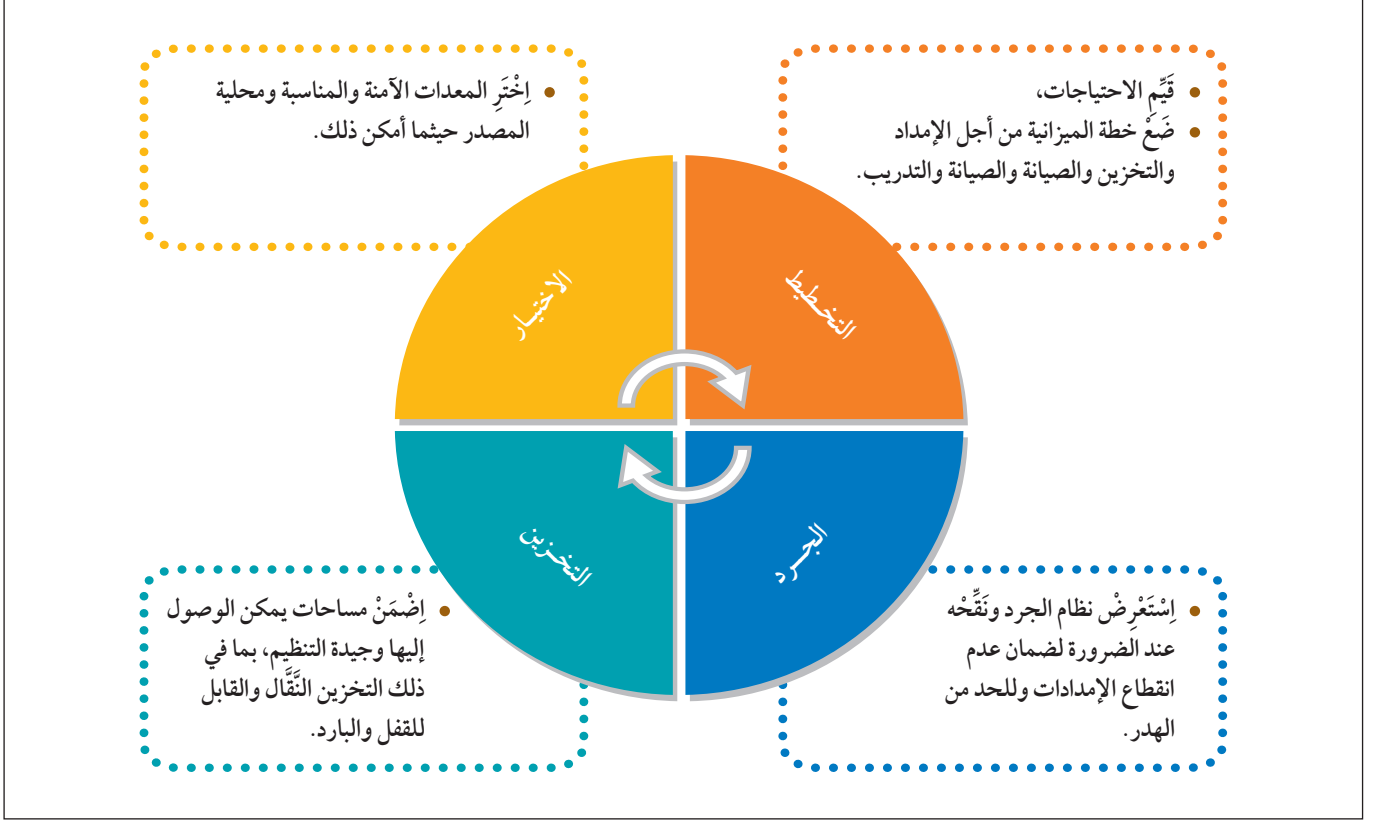 قَيِّمِ الاحتياجات،
ضَعْ خطة الميزانية من أجل الإمداد
والتخزين والصيانة والصيانة والتدريب.
اِخْتَرِ المعدات الآمنة والمناسبة ومحلية
المصدر حيثما أمكن ذلك.
التخطيط
الاختيار
الجرد
التخزين
اِسْتَعْرِضْ نظام الجرد ونَقِّحْه
عند الضرورة لضمان عدم
انقطاع الإمدادات وللحد من
الهدر.
اِضْمَنْ مساحات يمكن الوصول
إليها وجيدة التنظيم، بما في
ذلك التخزين النَّقَّال والقابل
للقفل والبارد.